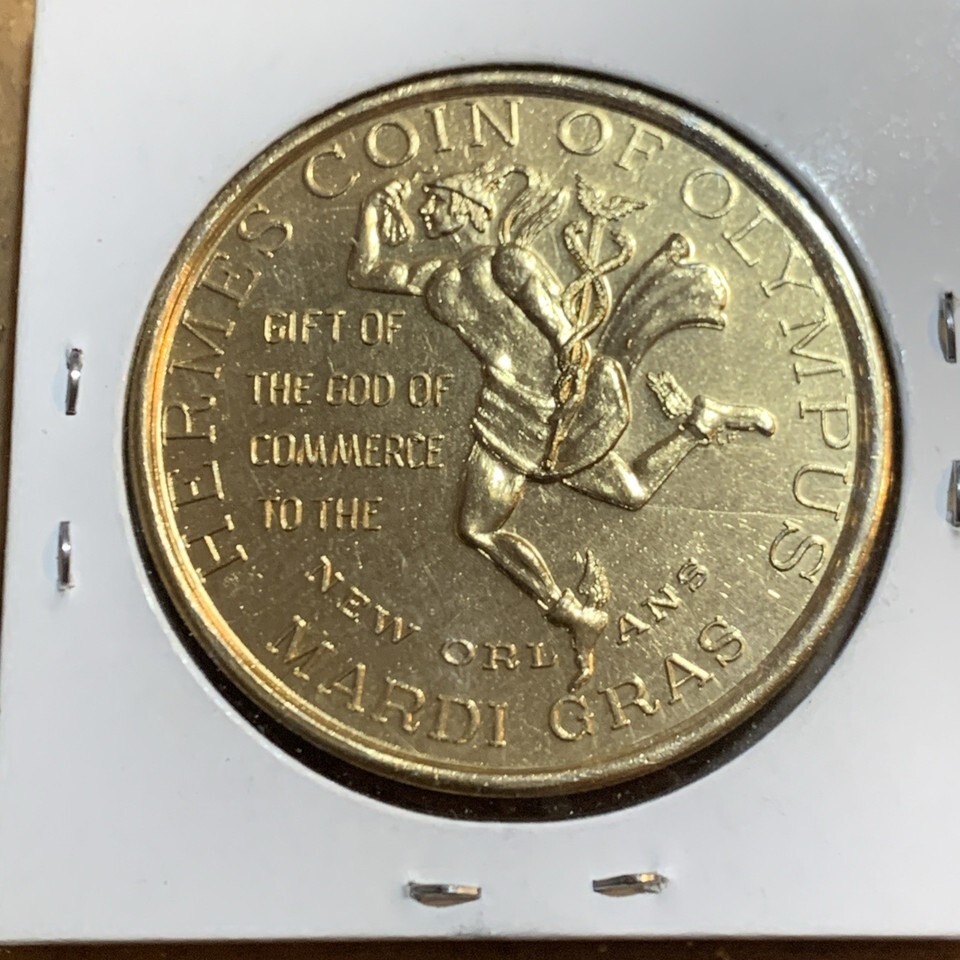 HERMES COIN OF OLYMPUS
GIFT OF
THE GOD OF
COMMERCE
TO THE
NEW ORLEANS
MARDI GRAS